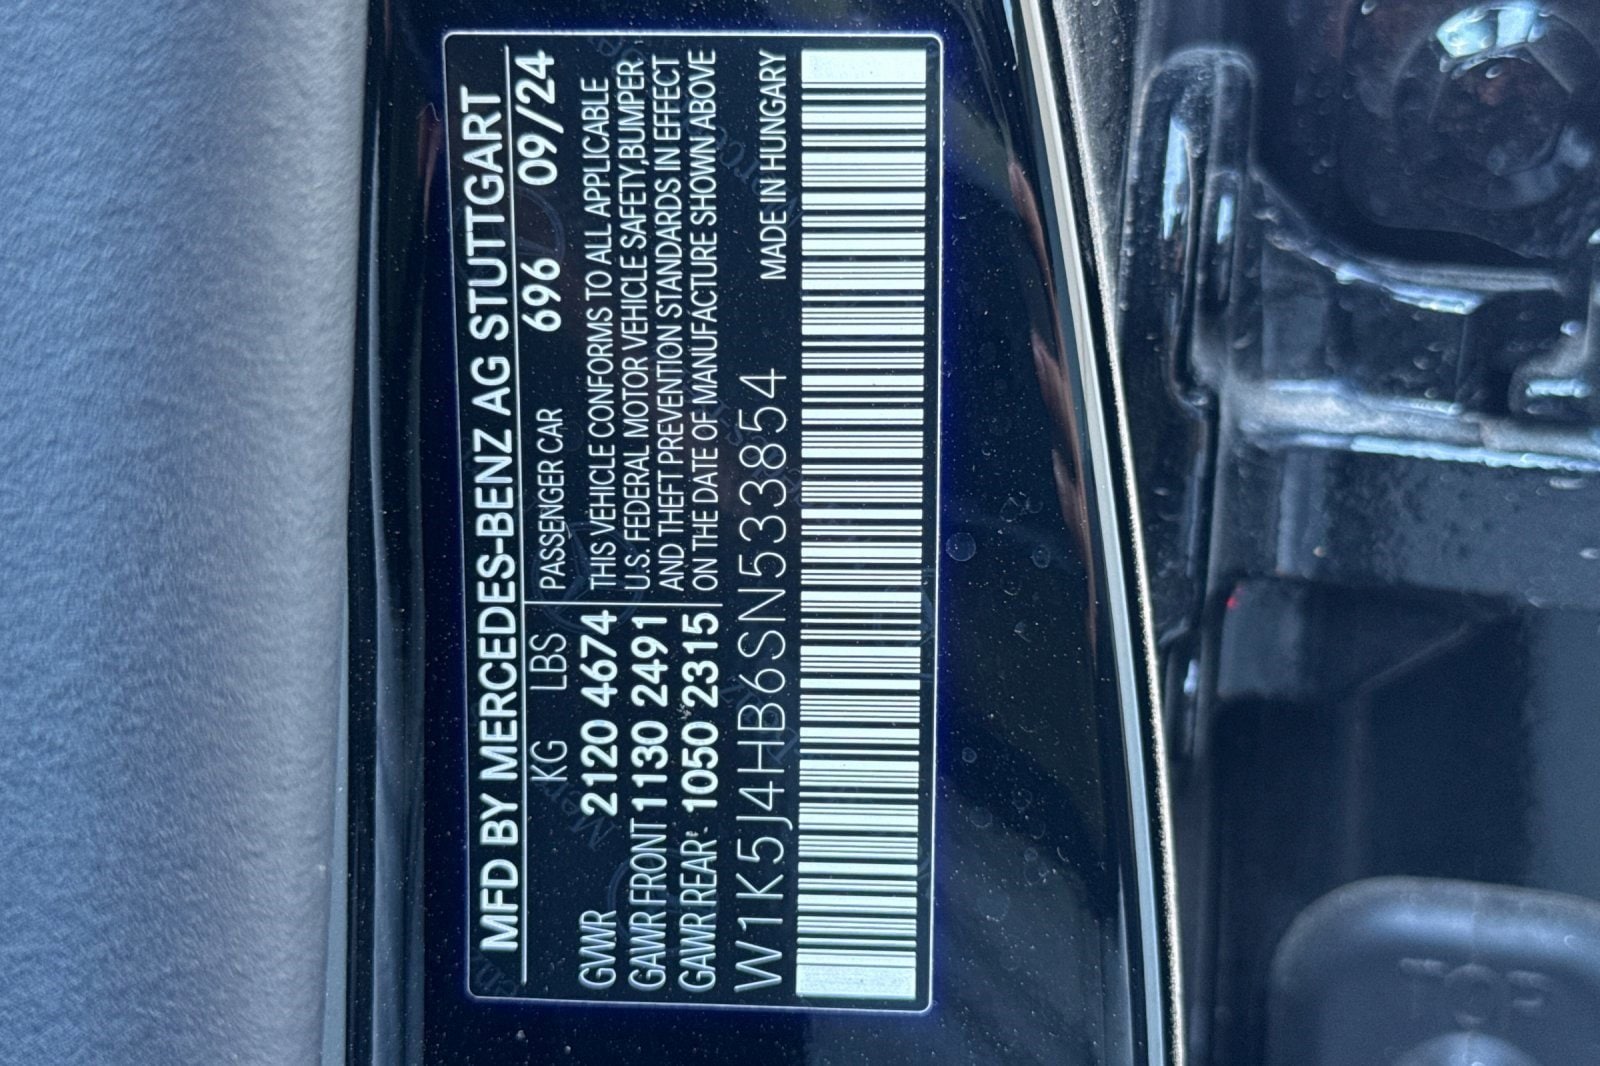 MFD BY MERCEDES-BENZ AG STUTTGART
KG LBS PASSENGER CAR 696 09/24
GWWR 2120 4674 THIS VEHICLE CONFORMS TO ALL APPLICABLE
GAWR FRONT 1130 2491 U.S. FEDERAL MOTOR VEHICLE SAFETY,BUMPER
GAWR REAR 1050 2315 AND THEFT PREVENTION STANDARDS IN EFFECT
ON THE DATE OF MANUFACTURE SHOWN ABOVE
W1K5J4HB6SN533854 MADE IN HUNGARY